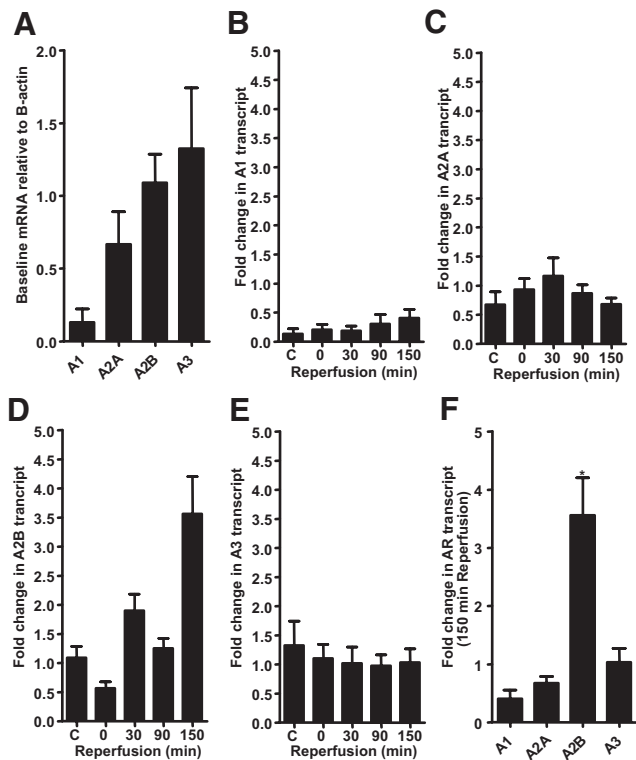 A
Baseline mRNA relative to B-actin
2.0
1.5
1.0
0.5
0.0
A1
A2A
A2B
A3
B
Fold change in A1 transcript
5.0
4.5
4.0
3.5
3.0
2.5
2.0
1.5
1.0
0.5
0.0
C
0
30
90
150
Reperfusion (min)
C
Fold change in A2A trancript
5.0
4.5
4.0
3.5
3.0
2.5
2.0
1.5
1.0
0.5
0.0
C
0
30
90
150
Reperfusion (min)
D
Fold change in A2B trancript
5.0
4.5
4.0
3.5
3.0
2.5
2.0
1.5
1.0
0.5
0.0
C
0
30
90
150
Reperfusion (min)
E
Fold change in A3 transcript
5.0
4.5
4.0
3.5
3.0
2.5
2.0
1.5
1.0
0.5
0.0
C
0
30
90
150
Reperfusion (min)
F
Fold change in AR transcript
(150 min Reperfusion)
5
4
3
2
1
0
*
A1
A2A
A2B
A3